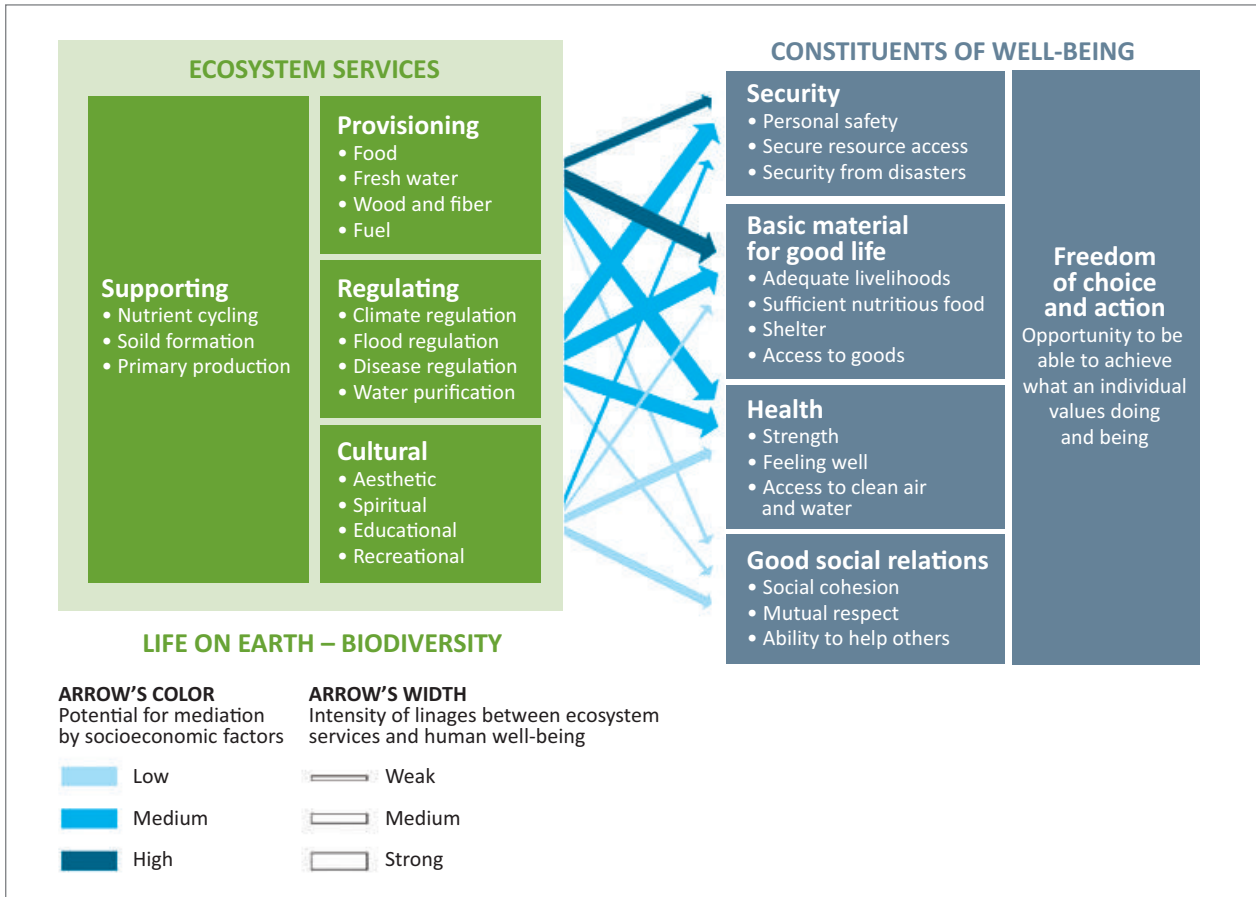 ECOSYSTEM SERVICES
Supporting
• Nutrient cycling
• Soild formation
• Primary production
Provisioning
• Food
• Fresh water
• Wood and fiber
• Fuel
Regulating
• Climate regulation
• Flood regulation
• Disease regulation
• Water purification
Cultural
• Aesthetic
• Spiritual
• Educational
• Recreational
LIFE ON EARTH – BIODIVERSITY
CONSTITUENTS OF WELL-BEING
Security
• Personal safety
• Secure resource access
• Security from disasters
Basic material
for good life
• Adequate livelihoods
• Sufficient nutritious food
• Shelter
• Access to goods
Health
• Strength
• Feeling well
• Access to clean air
and water
Good social relations
• Social cohesion
• Mutual respect
• Ability to help others
Freedom
of choice
and action
Opportunity to be
able to achieve
what an individual
values doing
and being
ARROW'S COLOR
Potential for mediation
by socioeconomic factors
Low
Medium
High
ARROW'S WIDTH
Intensity of linages between ecosystem
services and human well-being
Weak
Medium
Strong